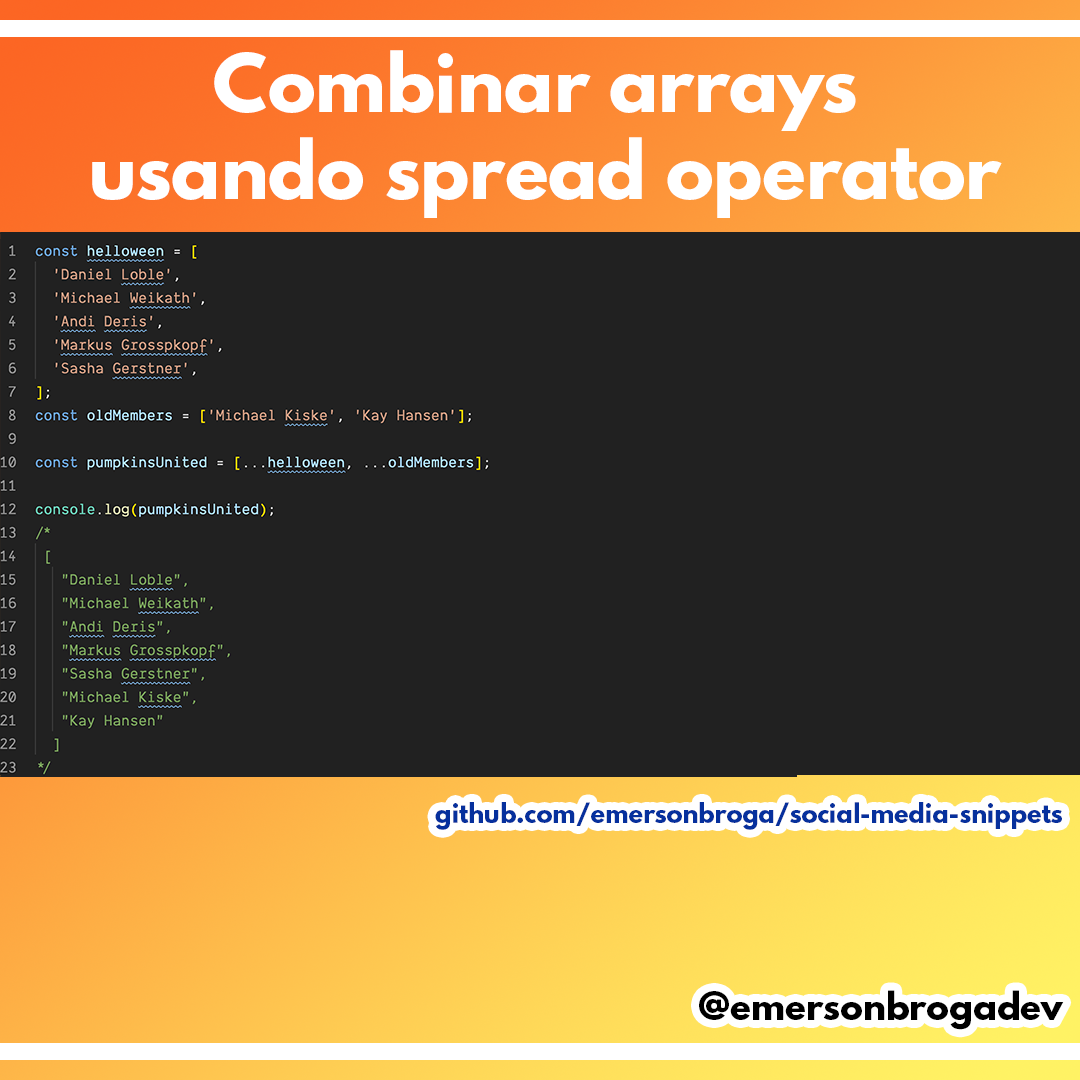 Combinar arrays
usando spread operator
1 const helloween = [
2 'Daniel Loble',
3 'Michael Weikath',
4 'Andi Deris',
5 'Markus Grosspkopf',
6 'Sasha Gerstner',
7 ];
8 const oldMembers = ['Michael Kiske', 'Kay Hansen'];
9
10 const pumpkinsUnited = [...helloween, ...oldMembers];
11
12 console.log(pumpkinsUnited);
13 /*
14 [
15 "Daniel Loble",
16 "Michael Weikath",
17 "Andi Deris",
18 "Markus Grosspkopf",
19 "Sasha Gerstner",
20 "Michael Kiske",
21 "Kay Hansen"
22 ]
23 */
github.com/emersonbroga/social-media-snippets
@emersonbrogadev